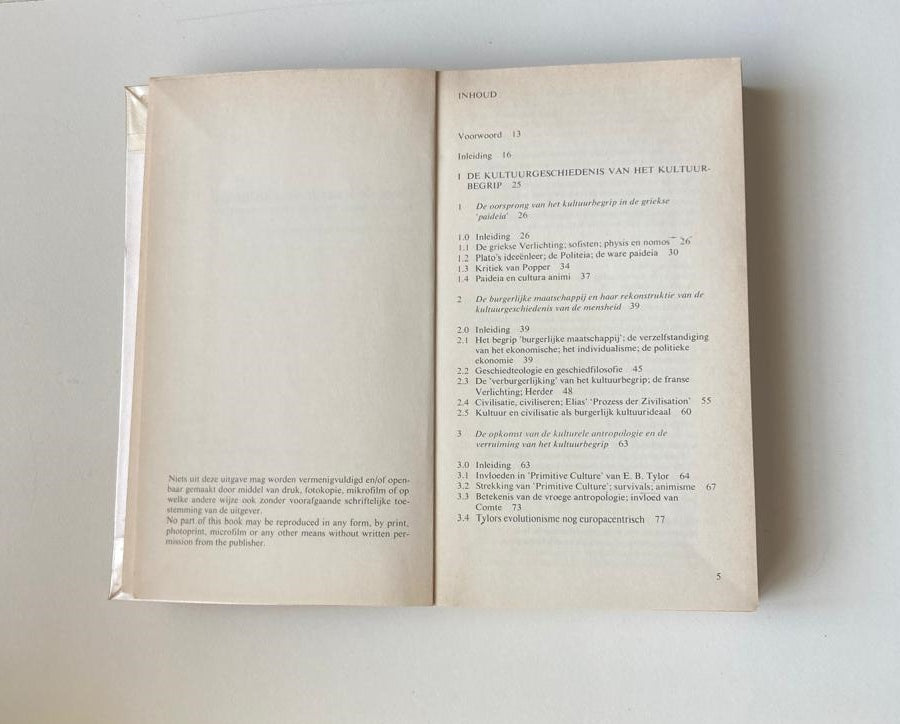 Niets uit deze uitgave mag worden vermenigvuldigd en/of open-
baar gemaakt door middel van druk, fotokopie, mikrofilm of op
welke andere wijze ook zonder voorafgaande schriftelijke toe-
stemming van de uitgever.
No part of this book may be reproduced in any form, by print,
photoprint, microfilm or any other means without written per-
mission from the publisher.
INHOUD
Voorwoord 13
Inleiding 16
I DE KULTUURGESCHIEDENIS VAN HET KULTUUR-
BEGRIP 25
1 De oorsprong van het kultuurbegrip in de griekse
'paideia' 26
1.0 Inleiding 26
1.1 De griekse Verlichting; sofisten; physis en nomos 26
1.2 Plato's ideeënleer; de Politeia; de ware paideia 30
1.3 Kritiek van Popper 34
1.4 Paideia en cultura animi 37
2 De burgerlijke maatschappij en haar rekonstruktie van de
kultuurgeschiedenis van de mensheid 39
2.0 Inleiding 39
2.1 Het begrip 'burgerlijke maatschappij'; de verzelfstandiging
van het ekonomische; het individualisme; de politieke
ekonomie 39
2.2 Geschiedteologie en geschiedfilosofie 45
2.3 De 'verburgerlijking' van het kultuurbegrip; de franse
Verlichting; Herder 48
2.4 Civilisatie, civiliseren; Elias' 'Prozess der Zivilisation' 55
2.5 Kultuur en civilisatie als burgerlijk kultuurideaal 60
3 De opkomst van de kulturele antropologie en de
verruiming van het kultuurbegrip 63
3.0 Inleiding 63
3.1 Invloeden in 'Primitive Culture' van E. B. Tylor 64
3.2 Strekking van 'Primitive Culture'; survivals; animisme 67
3.3 Betekenis van de vroege antropologie; invloed van
Comte 73
3.4 Tylors evolutionisme nog europacentrisch 77
5